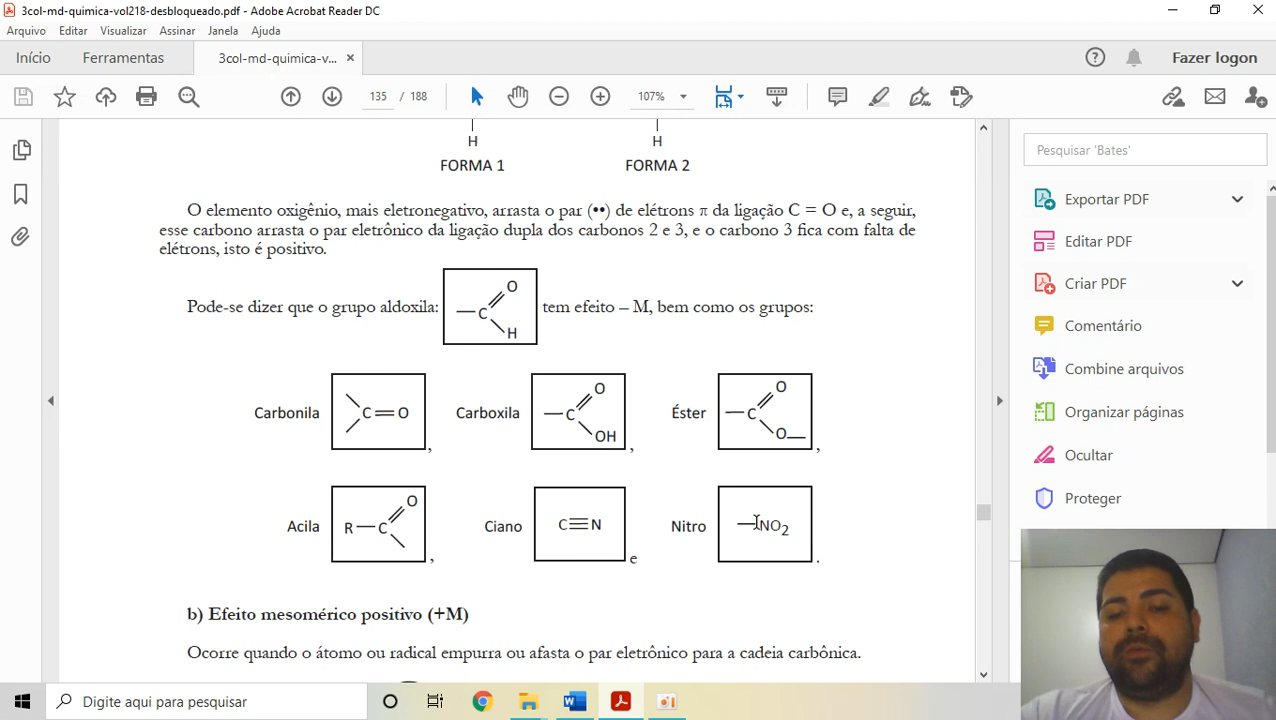 3col-md-quimica-vol218-desbloqueado.pdf - Adobe Acrobat Reader DC
Arquivo Editar Visualizar Assinar Janela Ajuda
Início Ferramentas 3col-md-quimica-v... × Fazer logon
135 / 188 107%
H H
FORMA 1 FORMA 2
O elemento oxigênio, mais eletronegativo, arrasta o par (••) de elétrons π da ligação C = O e, a seguir,
esse carbono arrasta o par eletrônico da ligação dupla dos carbonos 2 e 3, e o carbono 3 fica com falta de
elétrons, isto é positivo.
Pode-se dizer que o grupo aldoxila: C O H tem efeito – M, bem como os grupos:
Carbonila C O , Carboxila C O OH , Éster C O O ,
Acila R C O , Ciano C N e Nitro NO2 .
b) Efeito mesomérico positivo (+M)
Ocorre quando o átomo ou radical empurra ou afasta o par eletrônico para a cadeia carbônica.
Pesquisar 'Bates'
Exportar PDF
Editar PDF
Criar PDF
Comentário
Combine arquivos
Organizar páginas
Ocultar
Proteger
Digite aqui para pesquisar